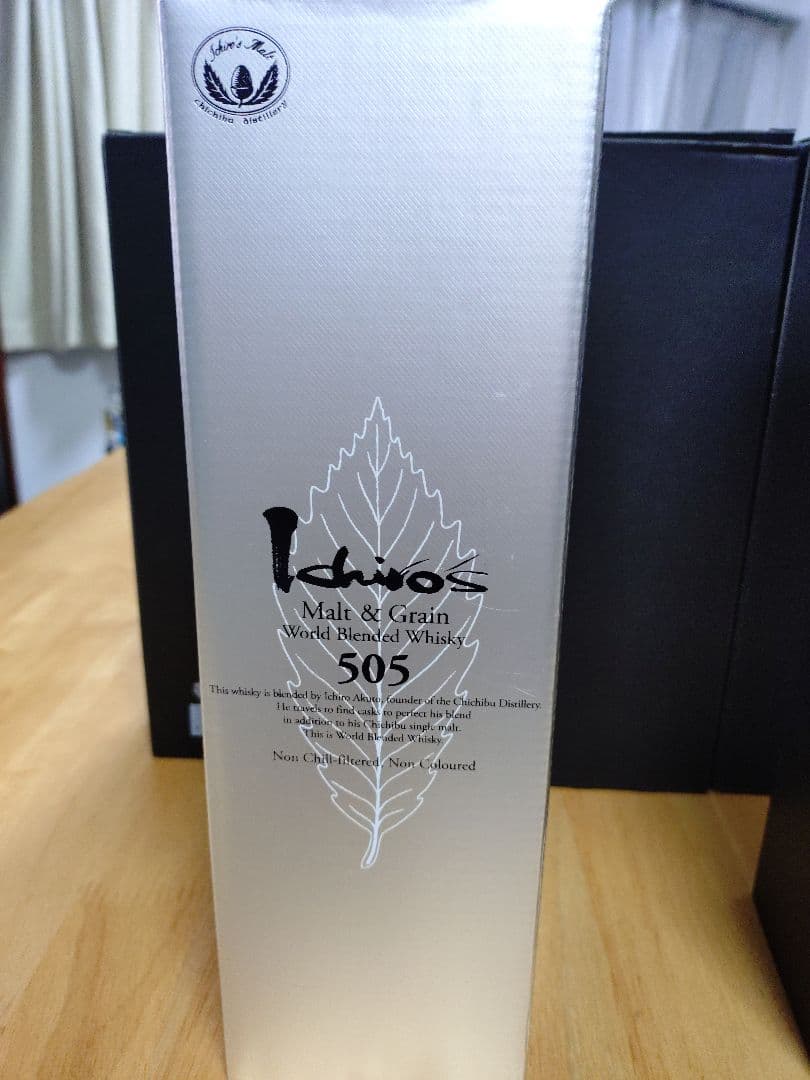 Ichiro's Malt
Chichibu distillery
Ichiro's
Malt & Grain
World Blended Whisky
505
This whisky is blended by Ichiro Akuto, founder of the Chichibu Distillery.
He travels to find casks to perfect his blend
in addition to his Chichibu single malt.
This is World Blended Whisky
Non Chill-filtered, Non Coloured